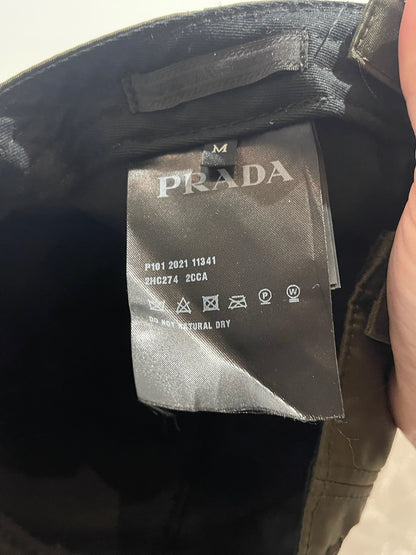 M
PRADA
P101 2021 11341
2HC274 2CCA
P W
DO NOT NATURAL DRY